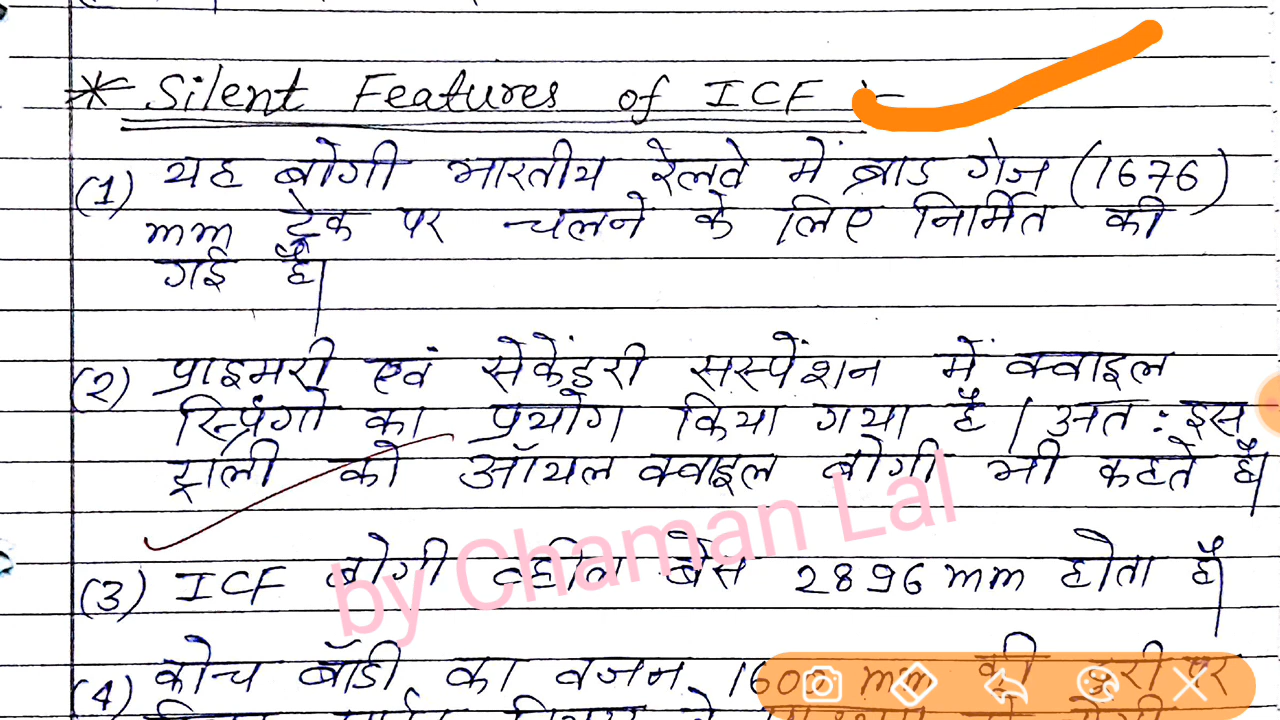 * Silent Features of ICF :-
(1) यह बोगी भारतीय रेलवे में ब्राड गेज (1676)
mm ट्रेक पर चलने के लिए निर्मित की
गई है|
(2) प्राइमरी एवं सेकेंडरी सस्पेंशन में क्वाइल
स्प्रिंगो का प्रयोग किया गया है | अत: इस
ट्राली को ऑयल क्वाइल बोगी भी कहते है|
by Chaman Lal
(3) ICF बोगी व्हील बेस 2896 mm होता है|
(4) कोच बॉडी का वजन 1600 mm की दूरी पर